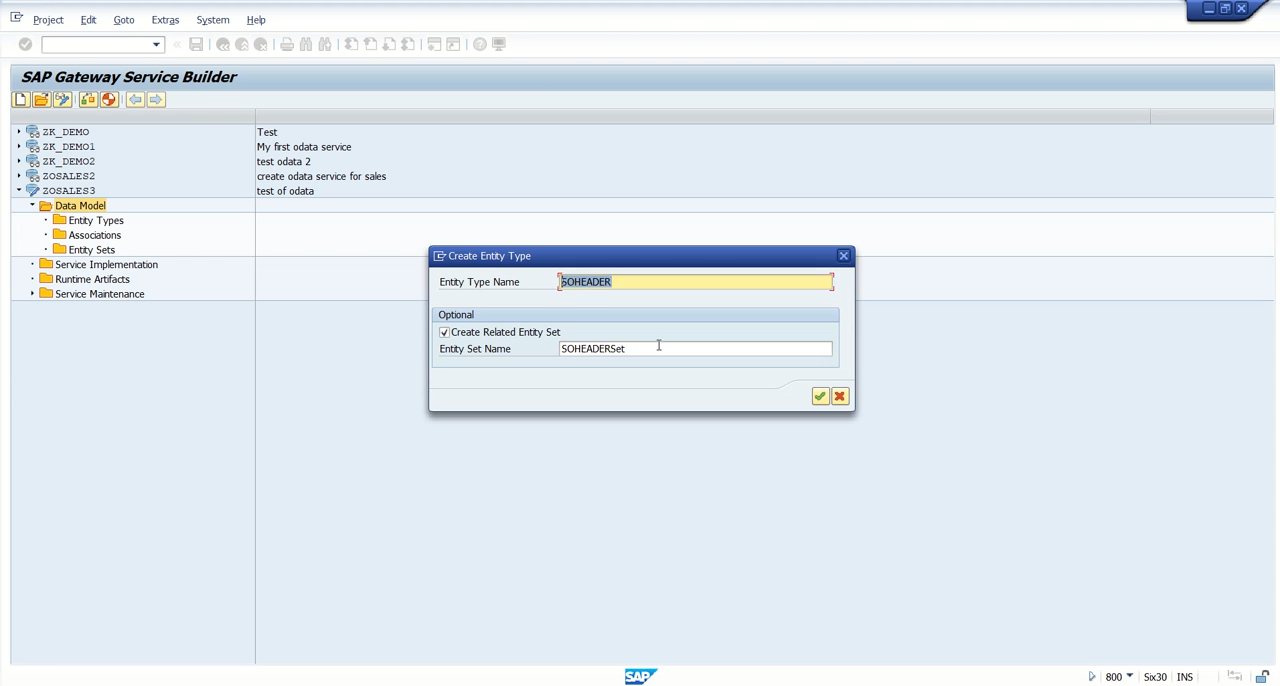 Project Edit Goto Extras System Help
SAP Gateway Service Builder
ZK_DEMO Test
ZK_DEMO1 My first odata service
ZK_DEMO2 test odata 2
ZOSALES2 create odata service for sales
ZOSALES3 test of odata
Data Model
Entity Types
Associations
Entity Sets
Service Implementation
Runtime Artifacts
Service Maintenance
Create Entity Type
Entity Type Name SOHEADER
Optional
Create Related Entity Set
Entity Set Name SOHEADERSet
SAP
800 Six30 INS